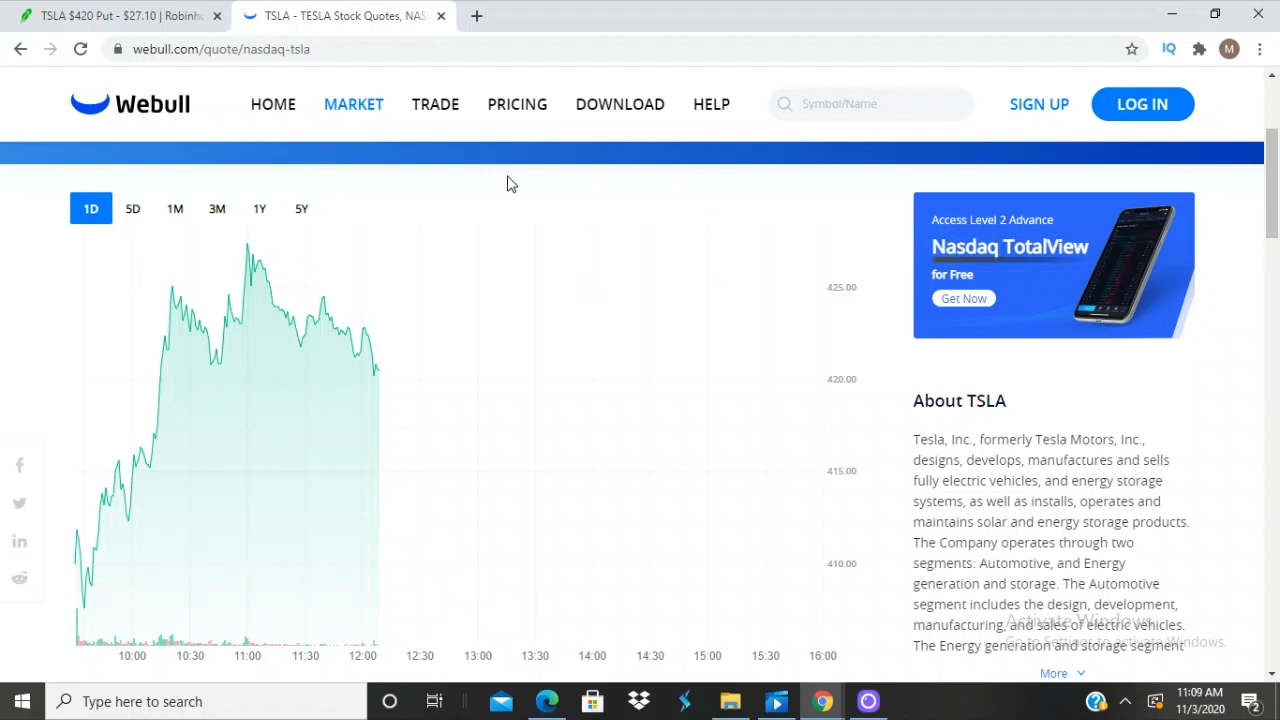 TSLA $420 Put - $27.10 | Robinh
TSLA - TESLA Stock Quotes, NAS
webull.com/quote/nasdaq-tsla
IQ
M
Webull
HOME
MARKET
TRADE
PRICING
DOWNLOAD
HELP
Symbol/Name
SIGN UP
LOG IN
1D
5D
1M
3M
1Y
5Y
425.00
420.00
415.00
410.00
10:00
10:30
11:00
11:30
12:00
12:30
13:00
13:30
14:00
14:30
15:00
15:30
16:00
Access Level 2 Advance
Nasdaq TotalView
for Free
Get Now
About TSLA
Tesla, Inc., formerly Tesla Motors, Inc.,
designs, develops, manufactures and sells
fully electric vehicles, and energy storage
systems, as well as installs, operates and
maintains solar and energy storage products.
The Company operates through two
segments: Automotive, and Energy
generation and storage. The Automotive
segment includes the design, development,
manufacturing, and sales of electric vehicles.
The Energy generation and storage segment
More
Activate Windows
Go to Settings to activate Windows.
Type here to search
11:09 AM
11/3/2020
2